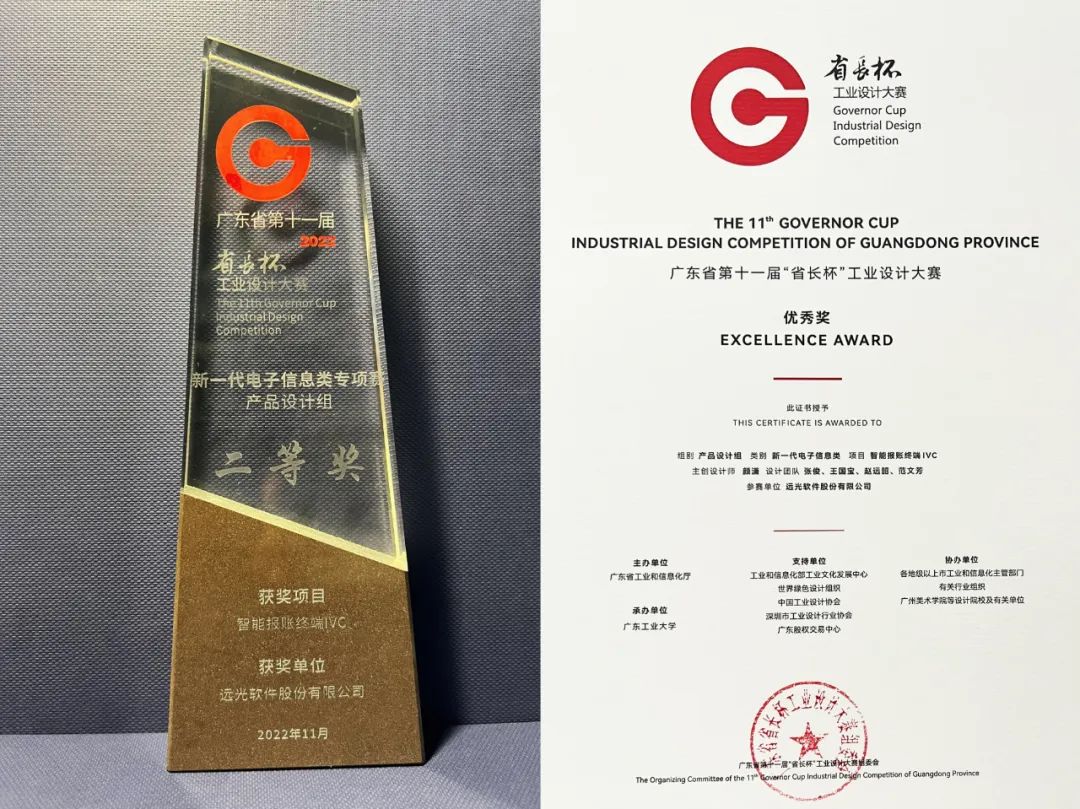 广东省第十一届
2022
省长杯
工业设计大赛
The 11th Governor Cup
Industrial Design
Competition
新一代电子信息类专项赛
产品设计组
二等奖
获奖项目
智能报账终端IVC
获奖单位
远光软件股份有限公司
2022年11月
省長杯
工业设计大赛
Governor Cup
Industrial Design
Competition
THE 11th GOVERNOR CUP
INDUSTRIAL DESIGN COMPETITION OF GUANGDONG PROVINCE
广东省第十一届“省长杯”工业设计大赛
优秀奖
EXCELLENCE AWARD
此证书授予
THIS CERTIFICATE IS AWARDED TO
组别 产品设计组 类别 新一代电子信息类 项目 智能报账终端IVC
主创设计师 颜潇 设计团队 张俊、王国宝、赵远韶、范文芳
参赛单位 远光软件股份有限公司
主办单位
广东省工业和信息化厅
承办单位
广东工业大学
支持单位
工业和信息化部工业文化发展中心
世界绿色设计组织
中国工业设计协会
深圳市工业设计行业协会
广东股权交易中心
协办单位
各地级以上市工业和信息化主管部门
有关行业组织
广州美术学院等设计院校及有关单位
广东省第十一届“省长杯”工业设计大赛组委会
The Organizing Committee of the 11th Governor Cup Industrial Design Competition of Guangdong Province